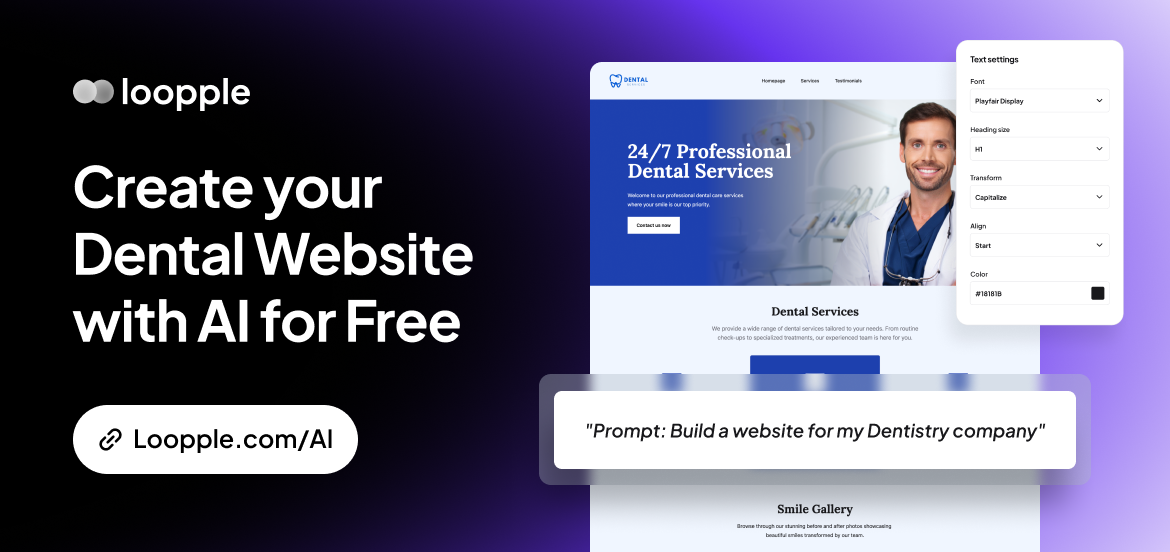 loopple
Create your
Dental Website
with AI for Free
Loopple.com/AI
DENTAL
SERVICES
Homepage
Services
Testimonials
24/7 Professional
Dental Services
Welcome to our professional dental care services
where your smile is our top priority.
Contact us now
Text settings
Font
Playfair Display
Heading size
H1
Transform
Capitalize
Align
Start
Color
#18181B
Dental Services
We provide a wide range of dental services tailored to your needs. From routine
check-ups to specialized treatments, our experienced team is here for you.
"Prompt: Build a website for my Dentistry company"
Smile Gallery
Browse through our stunning before and after photos showcasing
beautiful smiles transformed by our team.